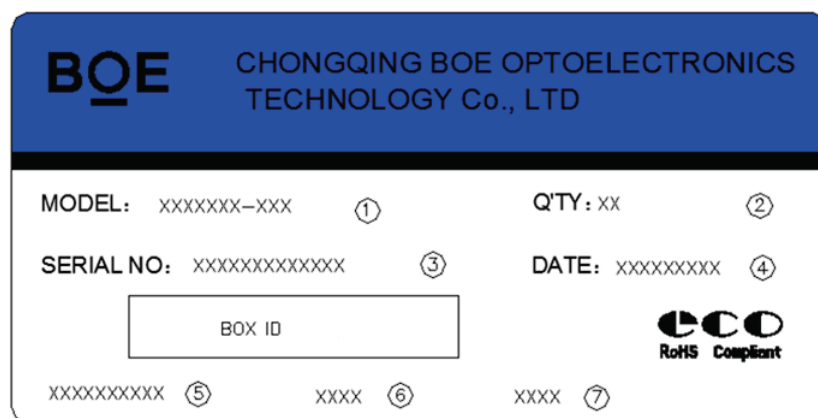 BOE
CHONGQING BOE OPTOELECTRONICS
TECHNOLOGY Co., LTD
MODEL: XXXXXXX-XXX ① Q'TY: XX ②
SERIAL NO: XXXXXXXXXXXXX ③ DATE: XXXXXXXXX ④
BOX ID
eco
RoHS Compliant
XXXXXXXXXX ⑤ XXXX ⑥ XXXX ⑦